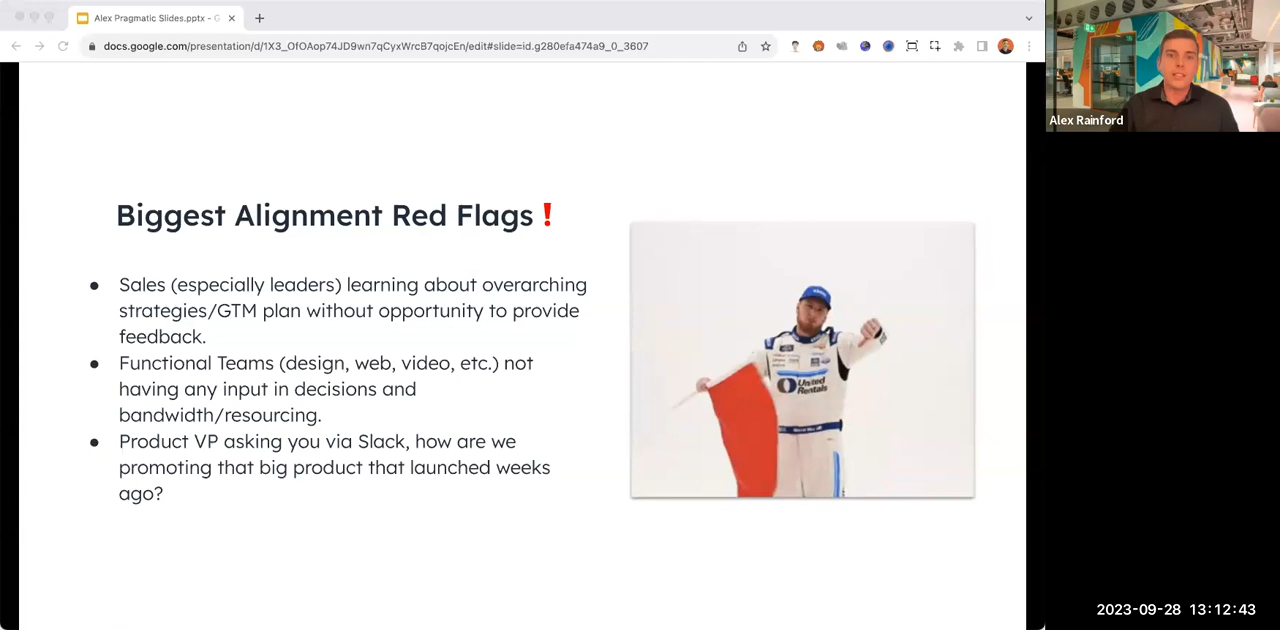 Alex Pragmatic Slides.pptx - G
docs.google.com/presentation/d/1X3_OfOAop74JD9wn7qCyxWrcB7qojcEn/edit#slide=id.g280efa474a9_0_3607
Alex Rainford
Biggest Alignment Red Flags❗
● Sales (especially leaders) learning about overarching
strategies/GTM plan without opportunity to provide
feedback.
● Functional Teams (design, web, video, etc.) not
having any input in decisions and
bandwidth/resourcing.
● Product VP asking you via Slack, how are we
promoting that big product that launched weeks
ago?
United
Rentals
2023-09-28 13:12:43